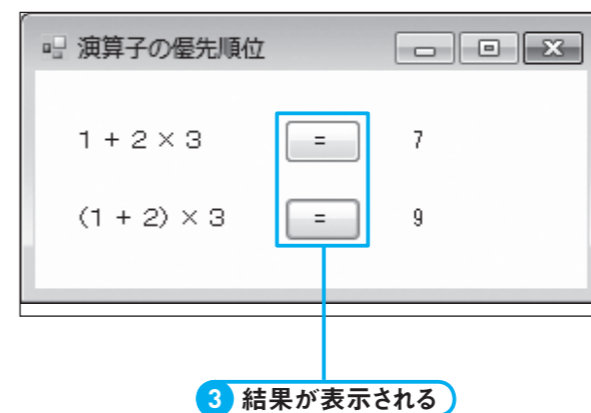 演算子の優先順位
1 + 2 × 3 = 7
(1 + 2) × 3 = 9
3 結果が表示される